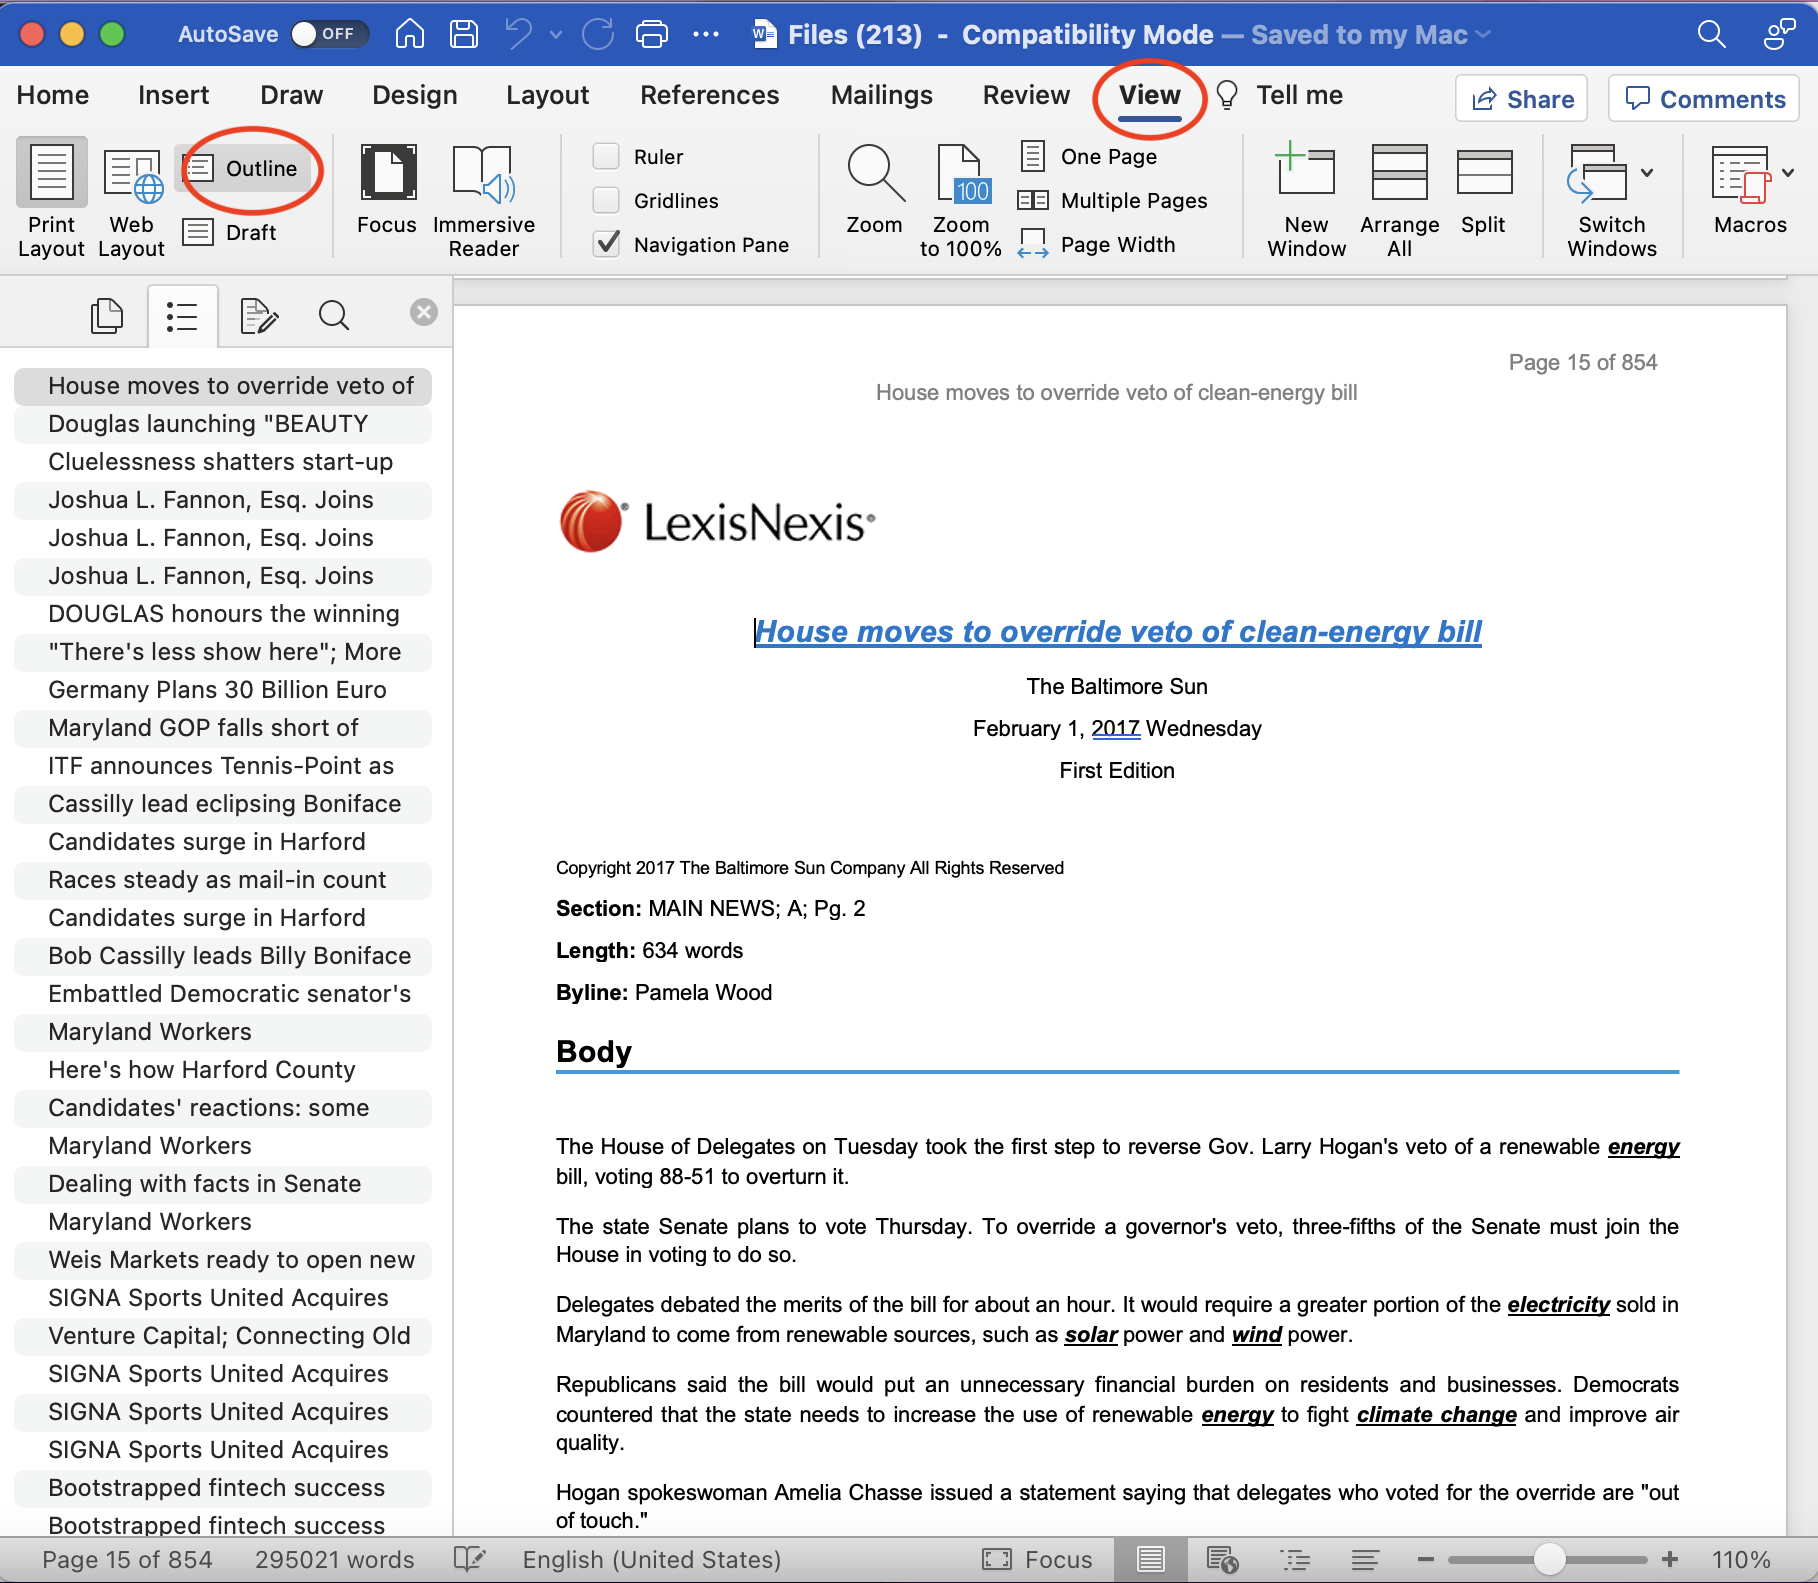 AutoSave OFF Files (213) - Compatibility Mode — Saved to my Mac
Home Insert Draw Design Layout References Mailings Review View Tell me Share Comments
Print Layout
Web Layout
Outline
Draft
Focus
Immersive Reader
Ruler
Gridlines
Navigation Pane
Zoom
100
Zoom to 100%
One Page
Multiple Pages
Page Width
New Window
Arrange All
Split
Switch Windows
Macros
House moves to override veto of
Douglas launching "BEAUTY
Cluelessness shatters start-up
Joshua L. Fannon, Esq. Joins
Joshua L. Fannon, Esq. Joins
Joshua L. Fannon, Esq. Joins
DOUGLAS honours the winning
"There's less show here"; More
Germany Plans 30 Billion Euro
Maryland GOP falls short of
ITF announces Tennis-Point as
Cassilly lead eclipsing Boniface
Candidates surge in Harford
Races steady as mail-in count
Candidates surge in Harford
Bob Cassilly leads Billy Boniface
Embattled Democratic senator's
Maryland Workers
Here's how Harford County
Candidates' reactions: some
Maryland Workers
Dealing with facts in Senate
Maryland Workers
Weis Markets ready to open new
SIGNA Sports United Acquires
Venture Capital; Connecting Old
SIGNA Sports United Acquires
SIGNA Sports United Acquires
SIGNA Sports United Acquires
Bootstrapped fintech success
Bootstrapped fintech success
Page 15 of 854
House moves to override veto of clean-energy bill
LexisNexis®
House moves to override veto of clean-energy bill
The Baltimore Sun
February 1, 2017 Wednesday
First Edition
Copyright 2017 The Baltimore Sun Company All Rights Reserved
Section: MAIN NEWS; A; Pg. 2
Length: 634 words
Byline: Pamela Wood
Body
The House of Delegates on Tuesday took the first step to reverse Gov. Larry Hogan's veto of a renewable energy
bill, voting 88-51 to overturn it.
The state Senate plans to vote Thursday. To override a governor's veto, three-fifths of the Senate must join the
House in voting to do so.
Delegates debated the merits of the bill for about an hour. It would require a greater portion of the electricity sold in
Maryland to come from renewable sources, such as solar power and wind power.
Republicans said the bill would put an unnecessary financial burden on residents and businesses. Democrats
countered that the state needs to increase the use of renewable energy to fight climate change and improve air
quality.
Hogan spokeswoman Amelia Chasse issued a statement saying that delegates who voted for the override are "out
of touch."
Page 15 of 854 295021 words English (United States) Focus 110%